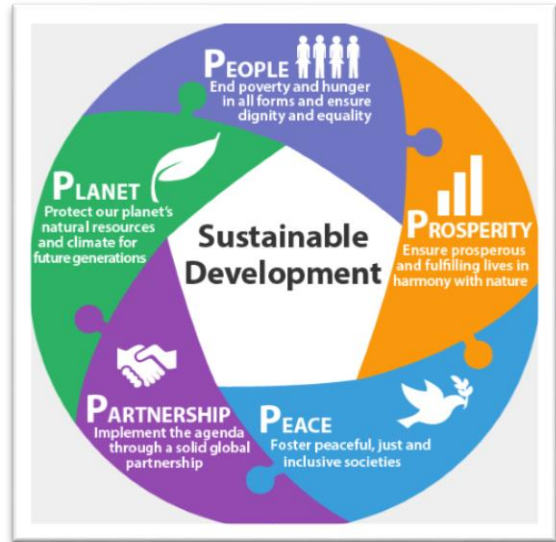 PEOPLE
End poverty and hunger
in all forms and ensure
dignity and equality
PROSPERITY
Ensure prosperous
and fulfilling lives in
harmony with nature
PEACE
Foster peaceful, just and
inclusive societies
PARTNERSHIP
Implement the agenda
through a solid global
partnership
PLANET
Protect our planet's
natural resources
and climate for
future generations
Sustainable
Development